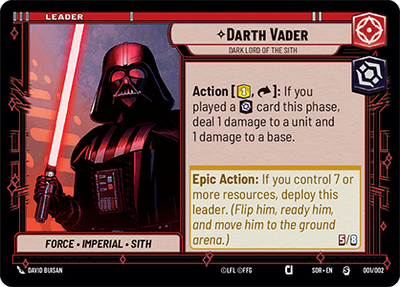 LEADER
DARTH VADER
DARK LORD OF THE SITH
Action [1, ]: If you
played a card this phase,
deal 1 damage to a unit and
1 damage to a base.
Epic Action: If you control 7 or
more resources, deploy this
leader. (Flip him, ready him,
and move him to the ground
arena.)
5/8
FORCE • IMPERIAL • SITH
DAVID BUISAN
©LFL ©FFG
SOR • EN
S
001/002